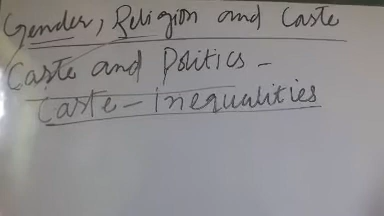 Gender, Religion and Caste
Caste and Politics -
Caste - inequalities